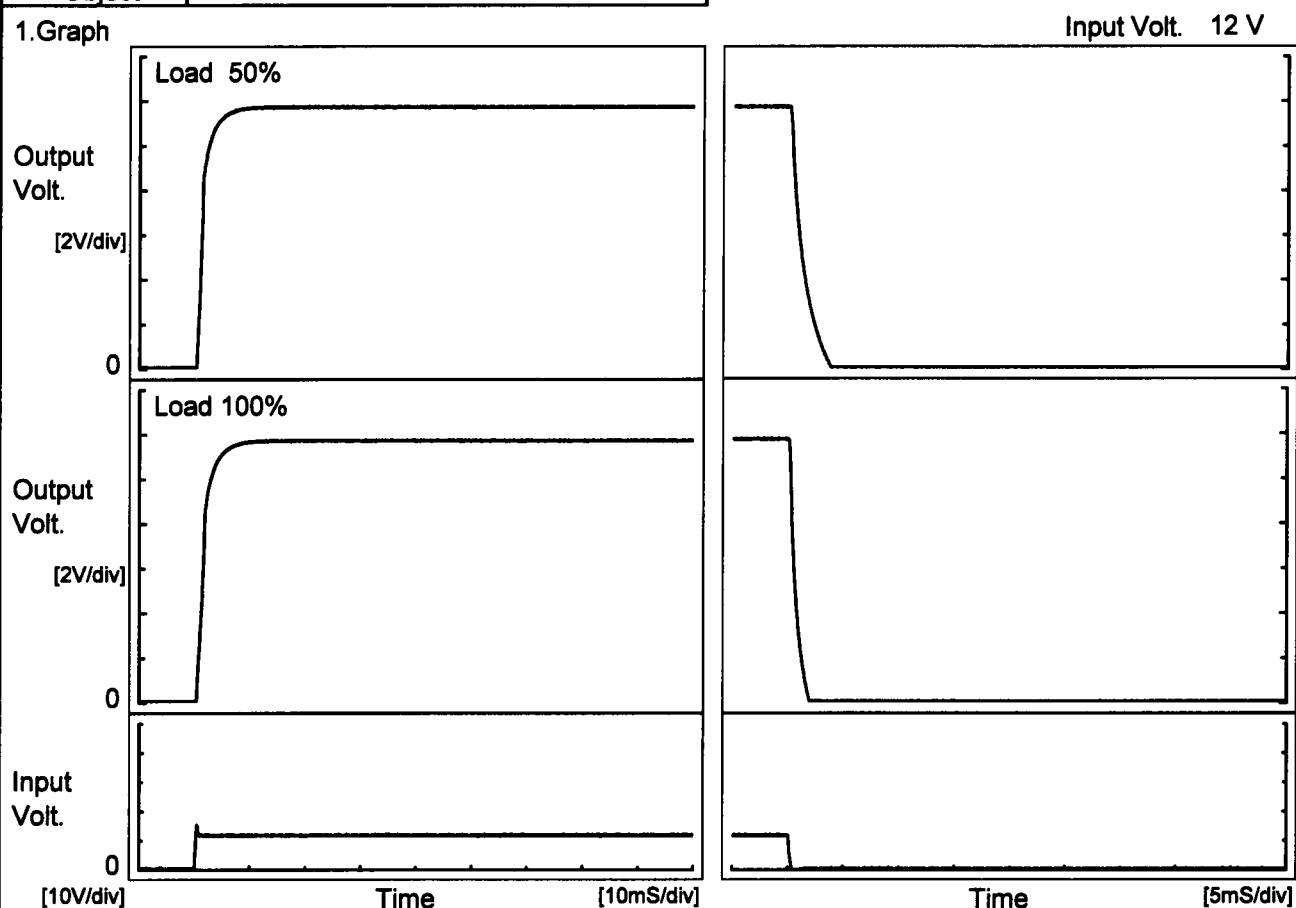 1.Graph
Input Volt. 12 V
Load 50%
Output
Volt.
[2V/div]
0
Load 100%
Output
Volt.
[2V/div]
0
Input
Volt.
0
[10V/div]
Time
[10mS/div]
Time
[5mS/div]